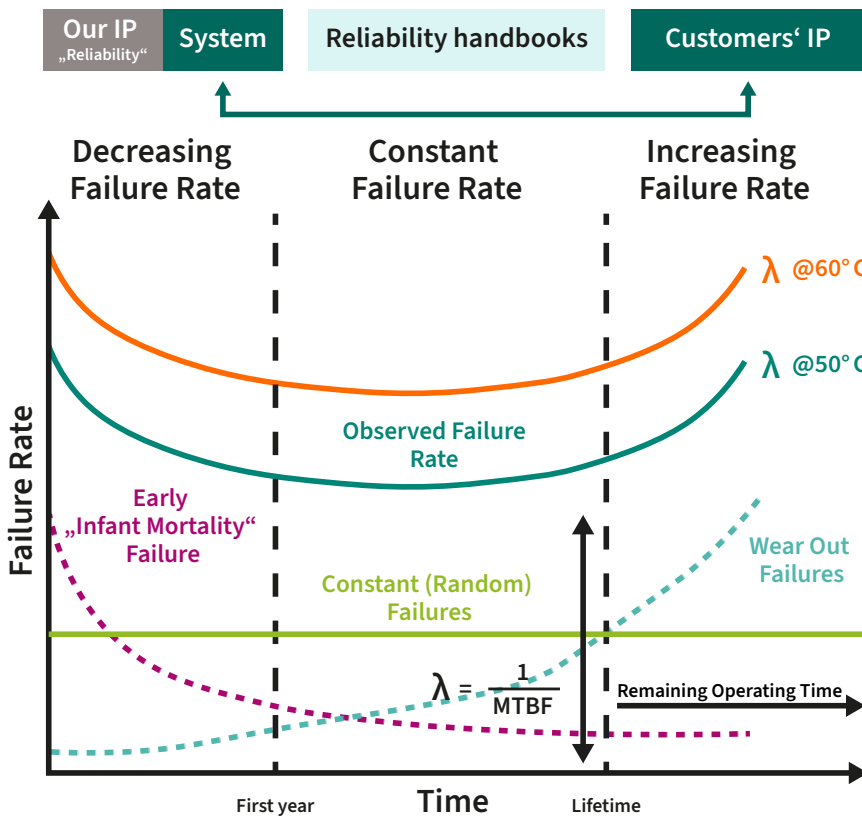 Our IP
„Reliability“
System
Reliability handbooks
Customers‘ IP
Decreasing
Failure Rate
Constant
Failure Rate
Increasing
Failure Rate
λ @60° C
λ @50° C
Observed Failure
Rate
Early
„Infant Mortality“
Failure
Wear Out
Failures
Constant (Random)
Failures
λ = 1
MTBF
Remaining Operating Time
Failure Rate
First year
Time
Lifetime